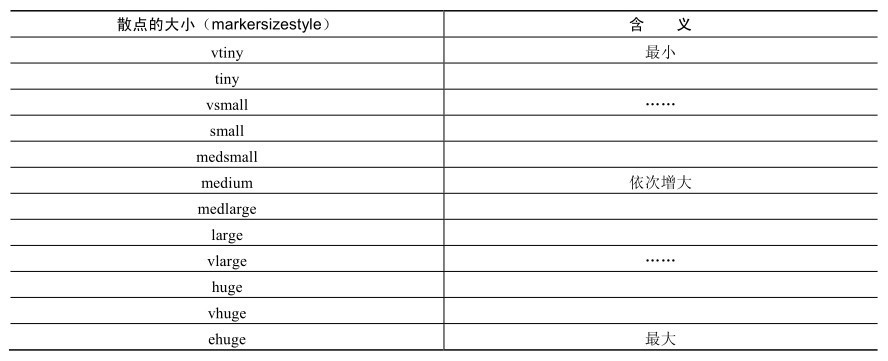 散点的大小（markersizestyle） 含 义
vtiny 最小
tiny
vsmall ……
small
medsmall
medium 依次增大
medlarge
large
vlarge ……
huge
vhuge
ehuge 最大